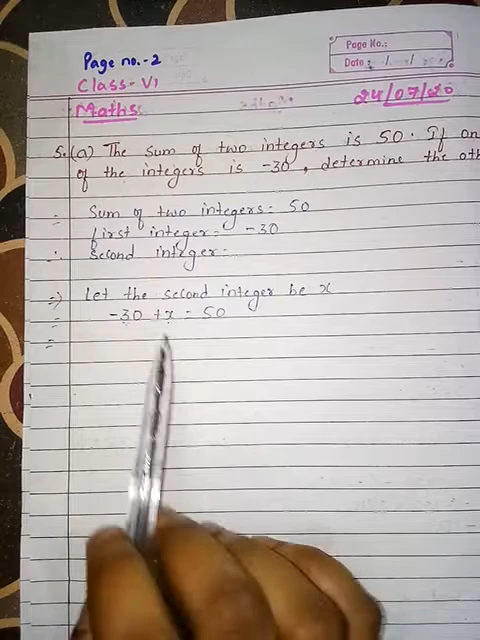 Page no.-2
Class- VI
Maths
Page No.:
Date :
24/07/20
5.(a) The sum of two integers is 50. If
of the integers is -30, determine the
= Sum of two integers= 50
first integer= -30
∴ Second integer=
=) Let the second integer be x
= -30 + x = 50
=